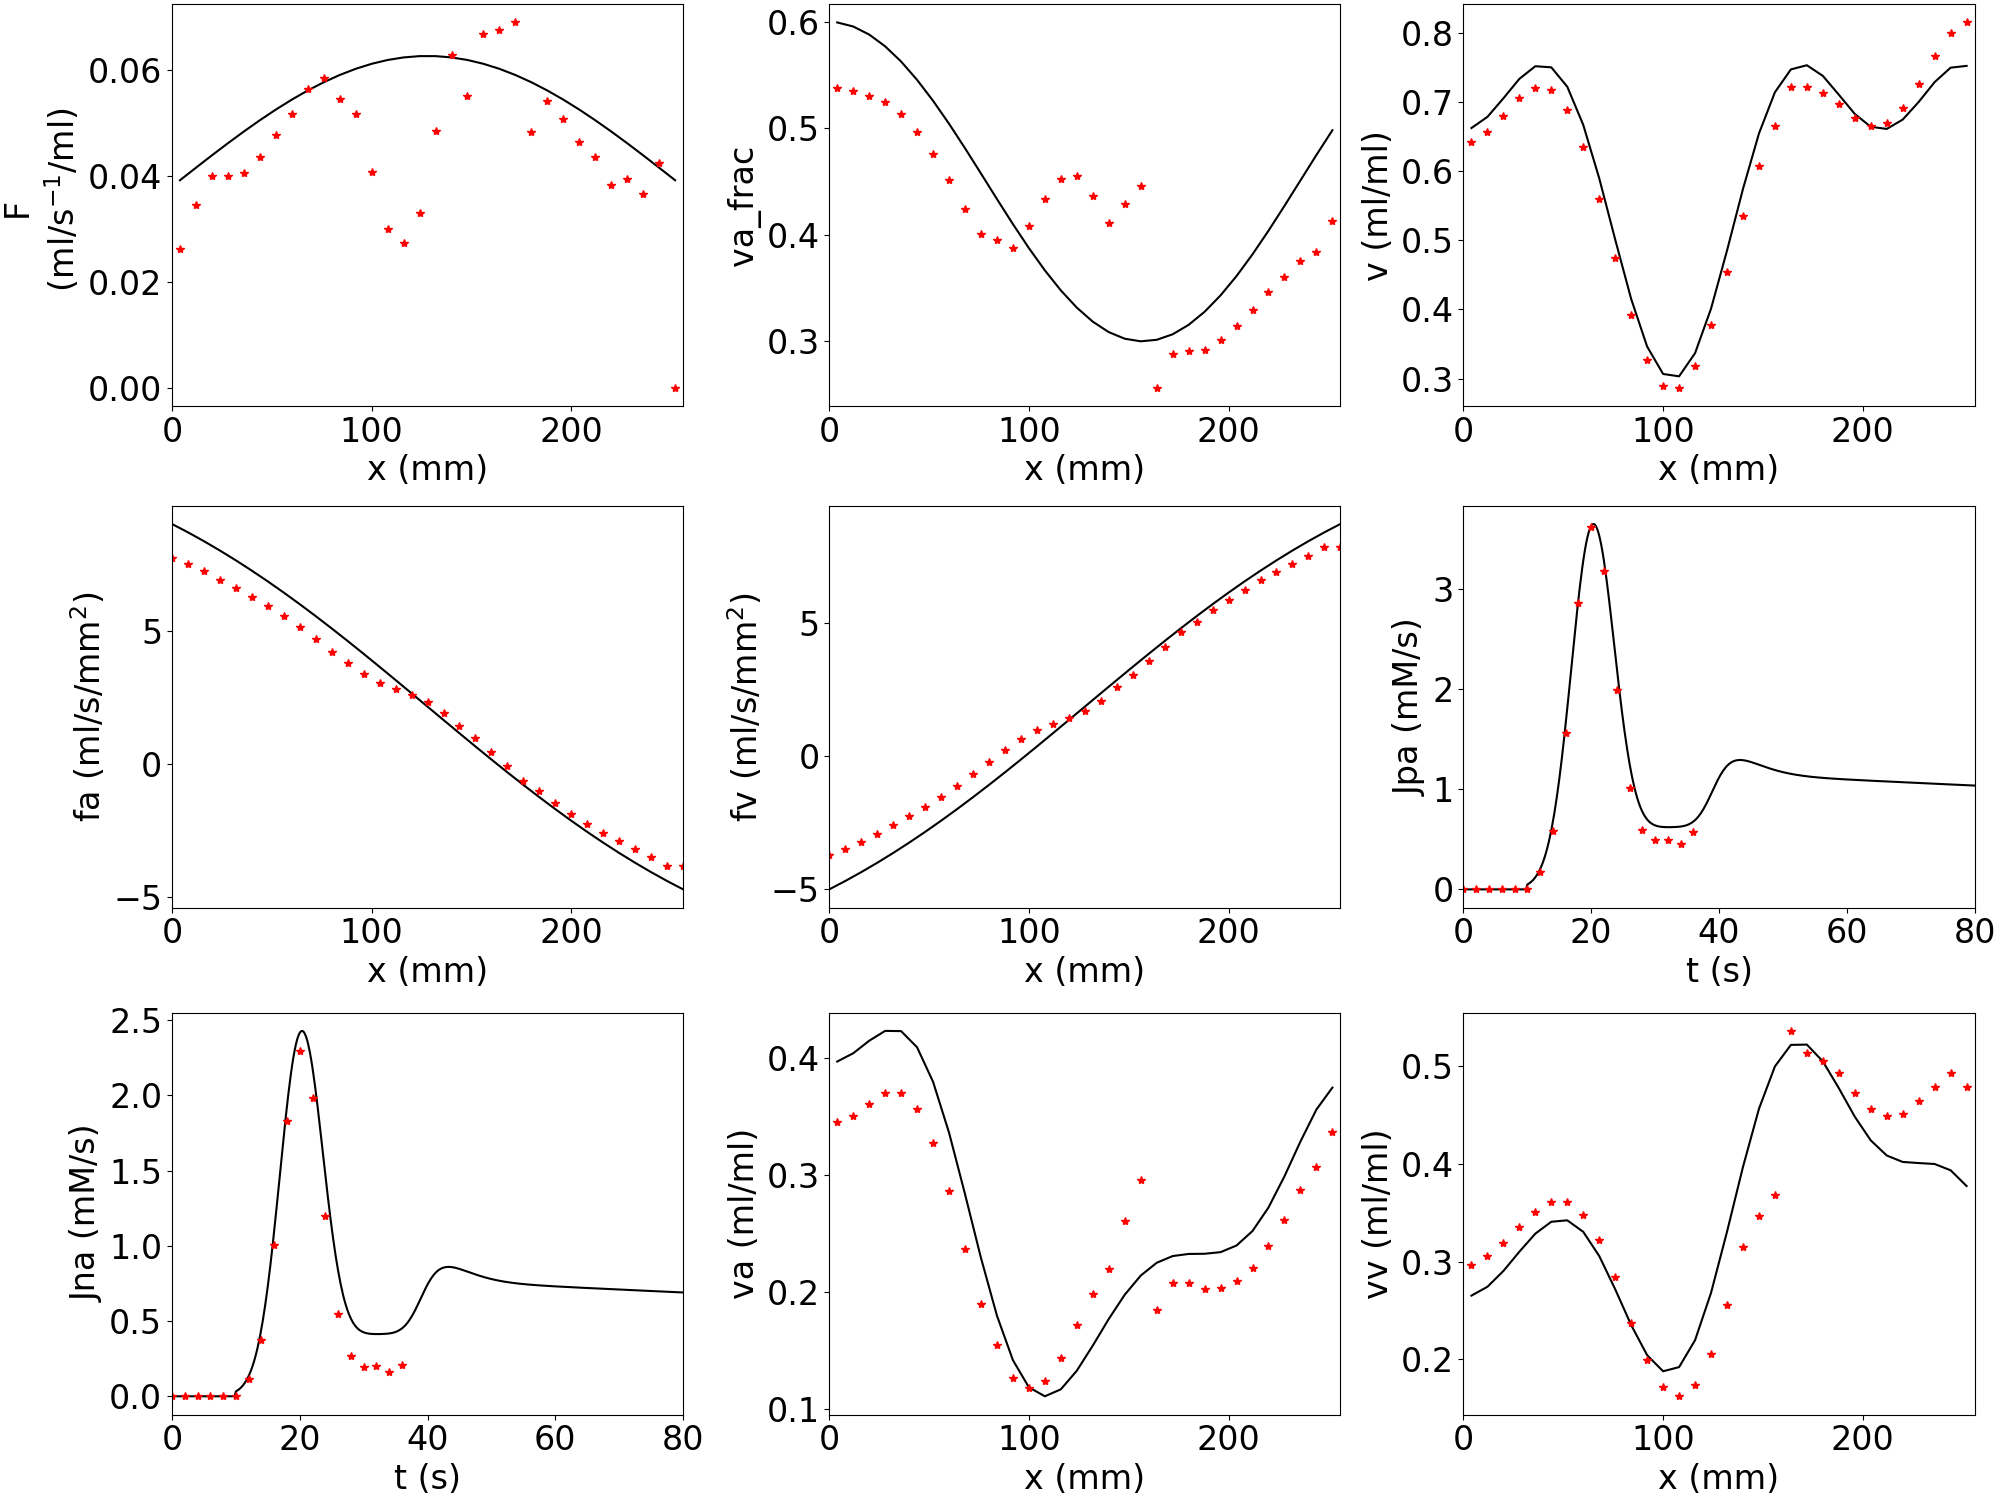 F
(ml/s⁻¹/ml)
0.06
0.04
0.02
0.00
0 100 200
x (mm)
va_frac
0.6
0.5
0.4
0.3
0 100 200
x (mm)
v (ml/ml)
0.8
0.7
0.6
0.5
0.4
0.3
0 100 200
x (mm)
fa (ml/s/mm²)
5
0
−5
0 100 200
x (mm)
fv (ml/s/mm²)
5
0
−5
0 100 200
x (mm)
Jpa (mM/s)
3
2
1
0
0 20 40 60 80
t (s)
Jna (mM/s)
2.5
2.0
1.5
1.0
0.5
0.0
0 20 40 60 80
t (s)
va (ml/ml)
0.4
0.3
0.2
0.1
0 100 200
x (mm)
vv (ml/ml)
0.5
0.4
0.3
0.2
0 100 200
x (mm)